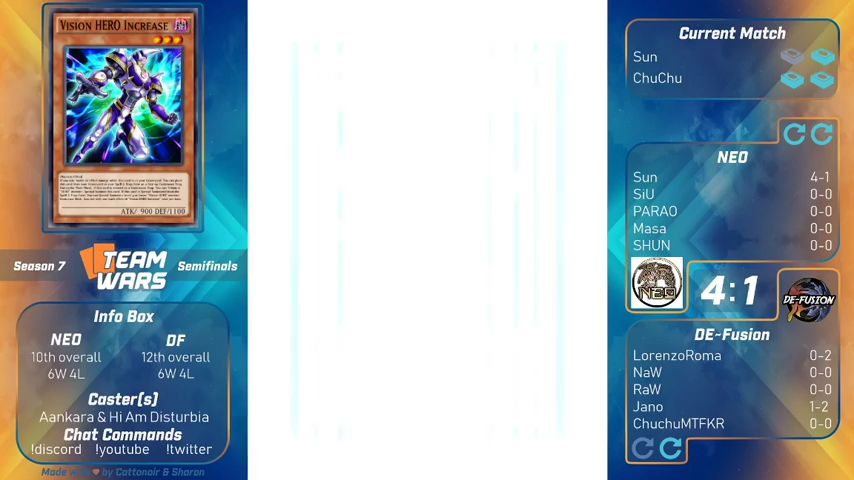 VISION HERO INCREASE
ATK/ 900 DEF/1100
Season 7
TEAM WARS
Semifinals
Info Box
NEO DF
10th overall 12th overall
6W 4L 6W 4L
Caster(s)
Aankara & Hi Am Disturbia
Chat Commands
!discord !youtube !twitter
Made with ♥ by Cattanoir & Sharon
Current Match
Sun
ChuChu
NEO
Sun 4-1
SiU 0-0
PARAO 0-0
Masa 0-0
SHUN 0-0
NEO
4:1
DE-FUSION
DE-Fusion
LorenzoRoma 0-2
NaW 0-0
RaW 0-0
Jano 1-2
ChuchuMTFKR 0-0